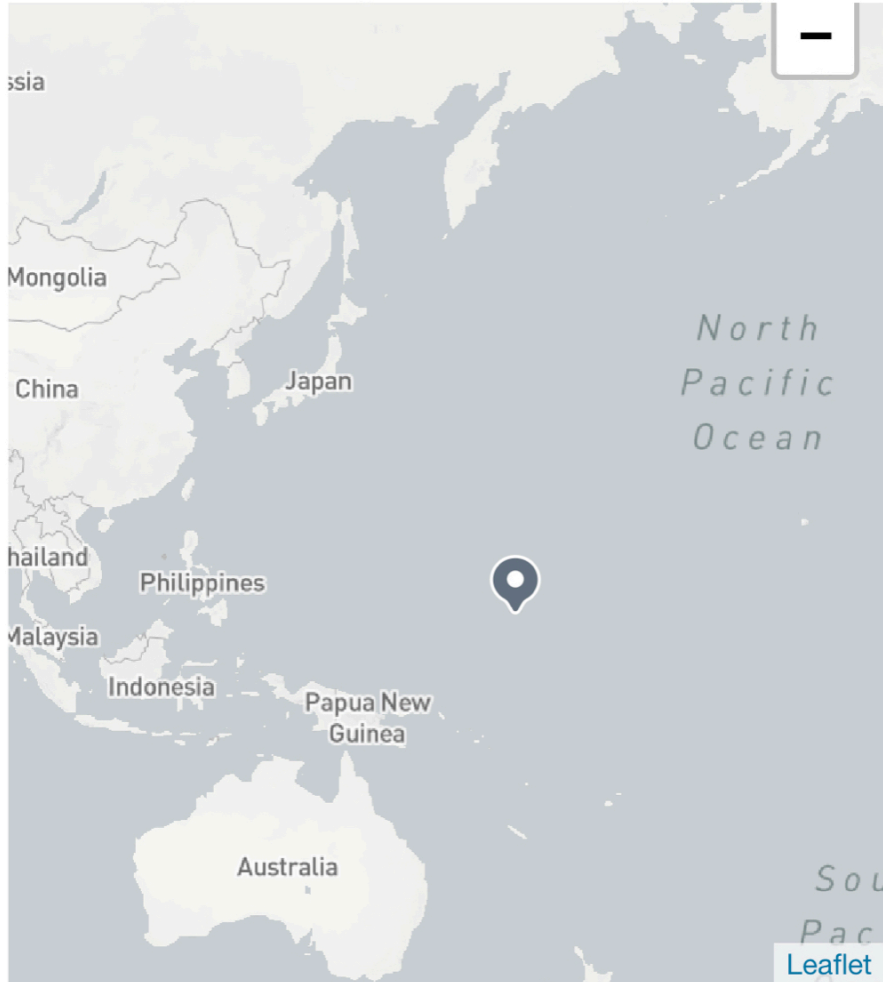 ssia
Mongolia
North
Pacific
Ocean
China
Japan
hailand
Philippines
Malaysia
Indonesia
Papua New
Guinea
Australia
Sou
Pac
Leaflet